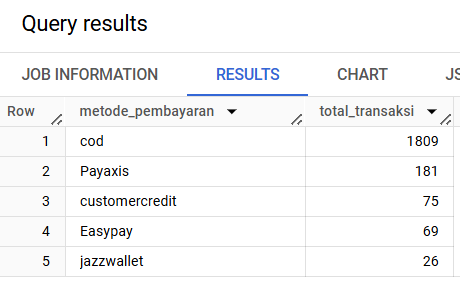 Query results
JOB INFORMATION RESULTS CHART JS
Row metode_pembayaran total_transaksi
1 cod 1809
2 Payaxis 181
3 customercredit 75
4 Easypay 69
5 jazzwallet 26